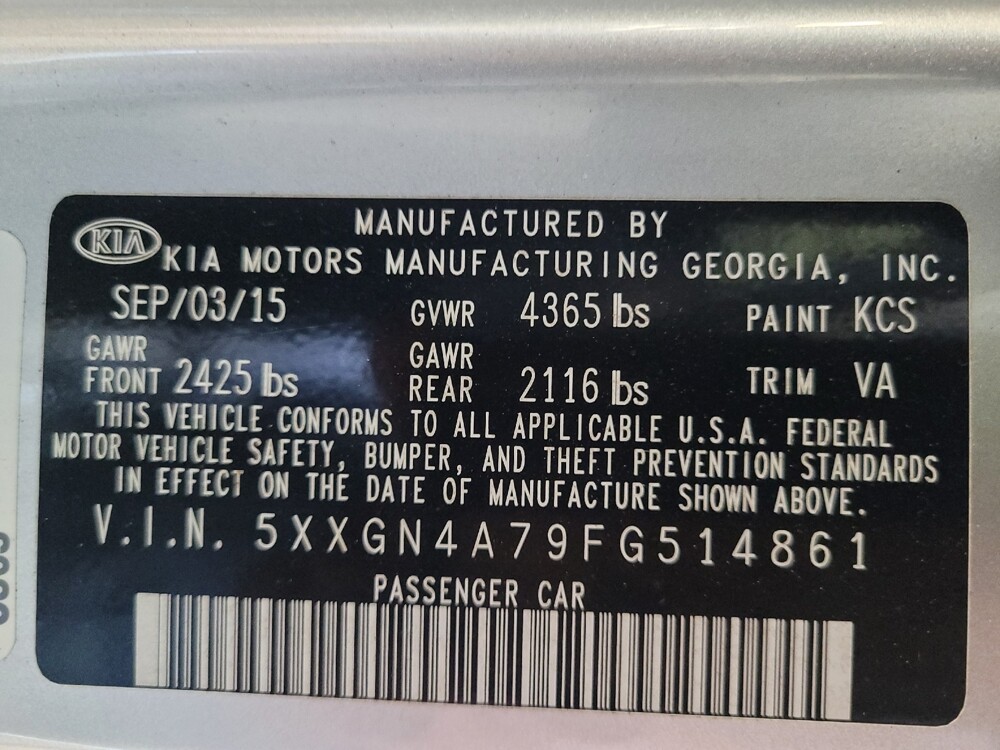 KIA
MANUFACTURED BY
KIA MOTORS MANUFACTURING GEORGIA, INC.
SEP/03/15 GVWR 4365 lbs PAINT KCS
GAWR FRONT 2425 lbs GAWR REAR 2116 lbs TRIM VA
THIS VEHICLE CONFORMS TO ALL APPLICABLE U.S.A. FEDERAL
MOTOR VEHICLE SAFETY, BUMPER, AND THEFT PREVENTION STANDARDS
IN EFFECT ON THE DATE OF MANUFACTURE SHOWN ABOVE.
V.I.N. 5XXGN4A79FG514861
PASSENGER CAR